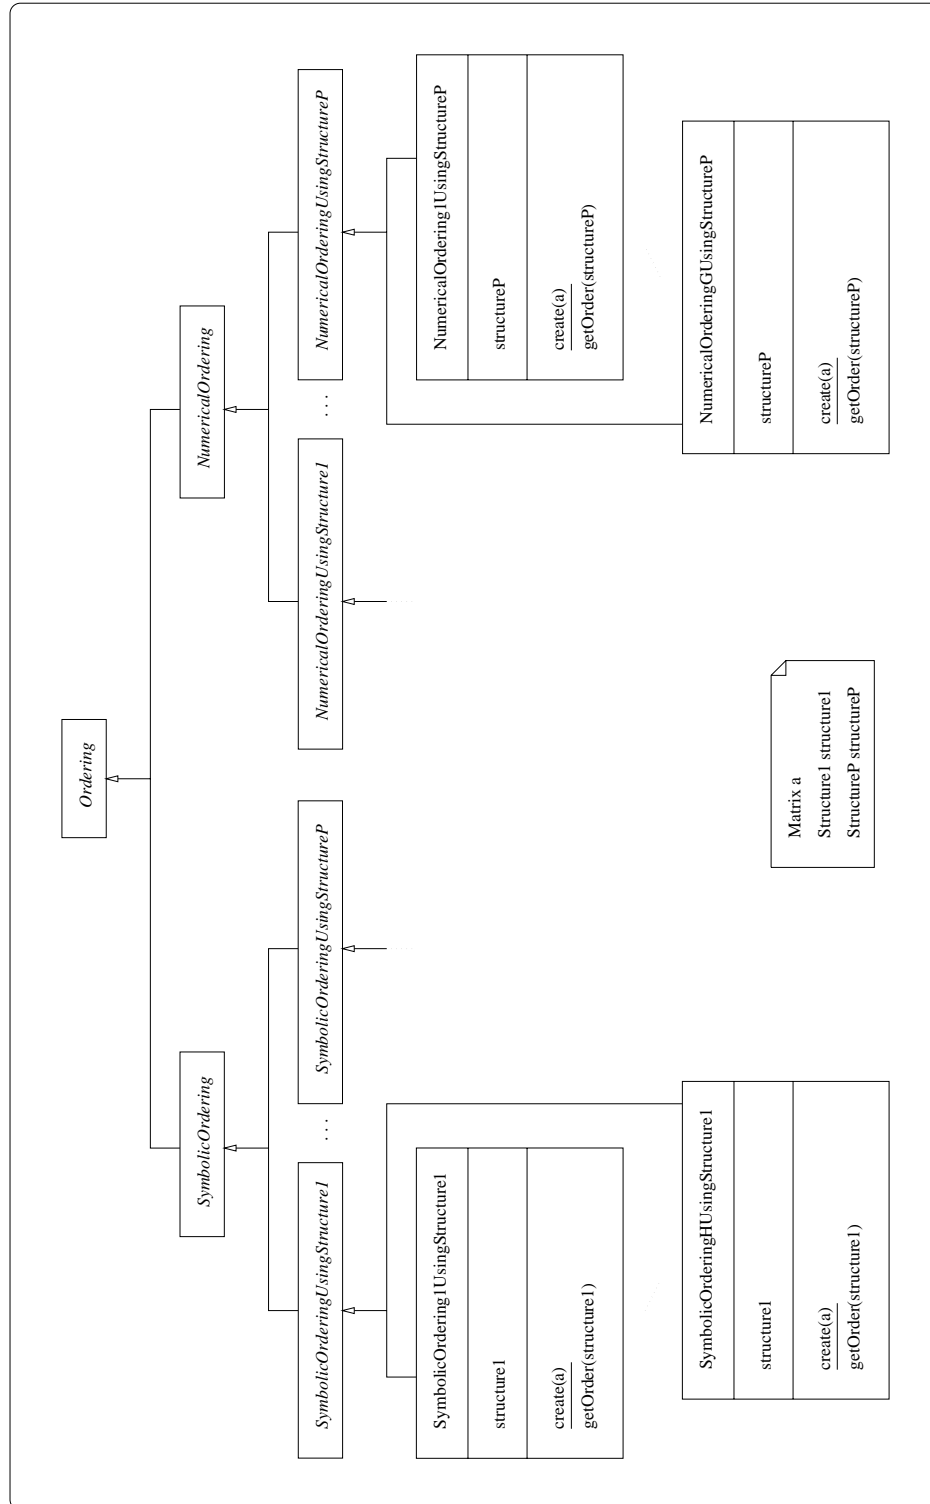 Ordering
SymbolicOrdering
NumericalOrdering
SymbolicOrderingUsingStructure1
. . .
SymbolicOrderingUsingStructureP
NumericalOrderingUsingStructure1
. . .
NumericalOrderingUsingStructureP
SymbolicOrdering1UsingStructure1
structure1
create(a)
getOrder(structure1)
NumericalOrdering1UsingStructureP
structureP
create(a)
getOrder(structureP)
SymbolicOrderingHUsingStructure1
structure1
create(a)
getOrder(structure1)
Matrix a
Structure1 structure1
StructureP structureP
NumericalOrderingGUsingStructureP
structureP
create(a)
getOrder(structureP)